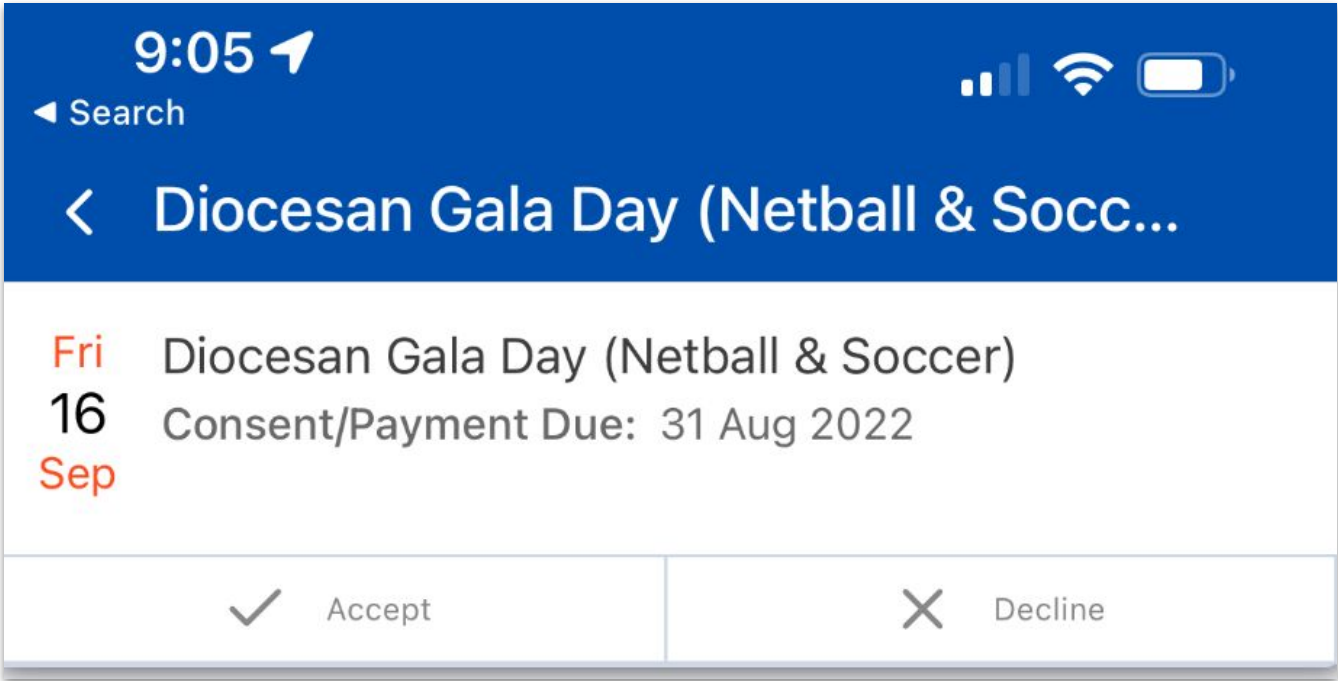 9:05
Search
Diocesan Gala Day (Netball & Socc...
Fri
16
Sep
Diocesan Gala Day (Netball & Soccer)
Consent/Payment Due: 31 Aug 2022
Accept
Decline